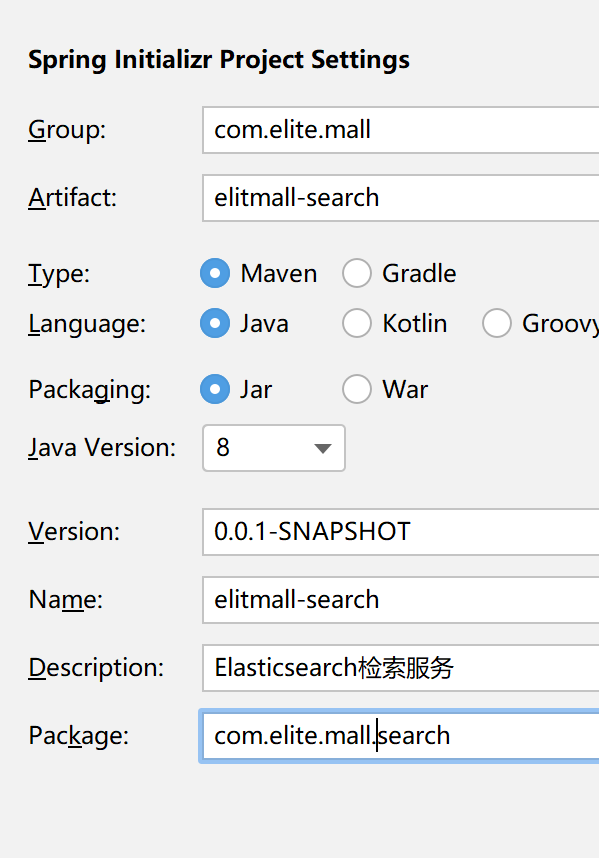 Spring Initializr Project Settings
Group: com.elite.mall
Artifact: elitmall-search
Type: Maven Gradle
Language: Java Kotlin Groovy
Packaging: Jar War
Java Version: 8
Version: 0.0.1-SNAPSHOT
Name: elitmall-search
Description: Elasticsearch检索服务
Package: com.elite.mall.search